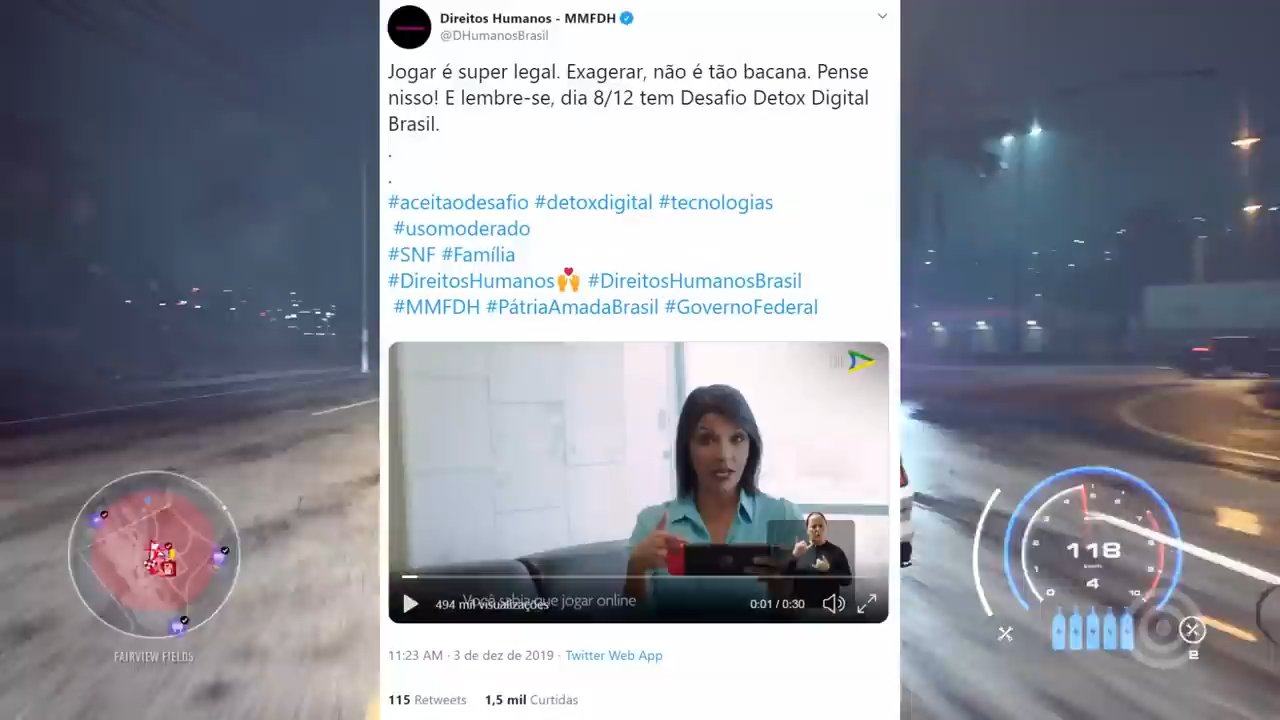 Direitos Humanos - MMFDH
@DHumanosBrasil
Jogar é super legal. Exagerar, não é tão bacana. Pense
nisso! E lembre-se, dia 8/12 tem Desafio Detox Digital
Brasil.
.
.
#aceitaodesafio #detoxdigital #tecnologias
#usomoderado
#SNF #Família
#DireitosHumanos🙌 #DireitosHumanosBrasil
#MMFDH #PátriaAmadaBrasil #GovernoFederal
Você sabia que jogar online
494 mil visualizações
0:01 / 0:30
11:23 AM · 3 de dez de 2019 · Twitter Web App
115 Retweets 1,5 mil Curtidas
FAIRVIEW FIELDS
118
4
2